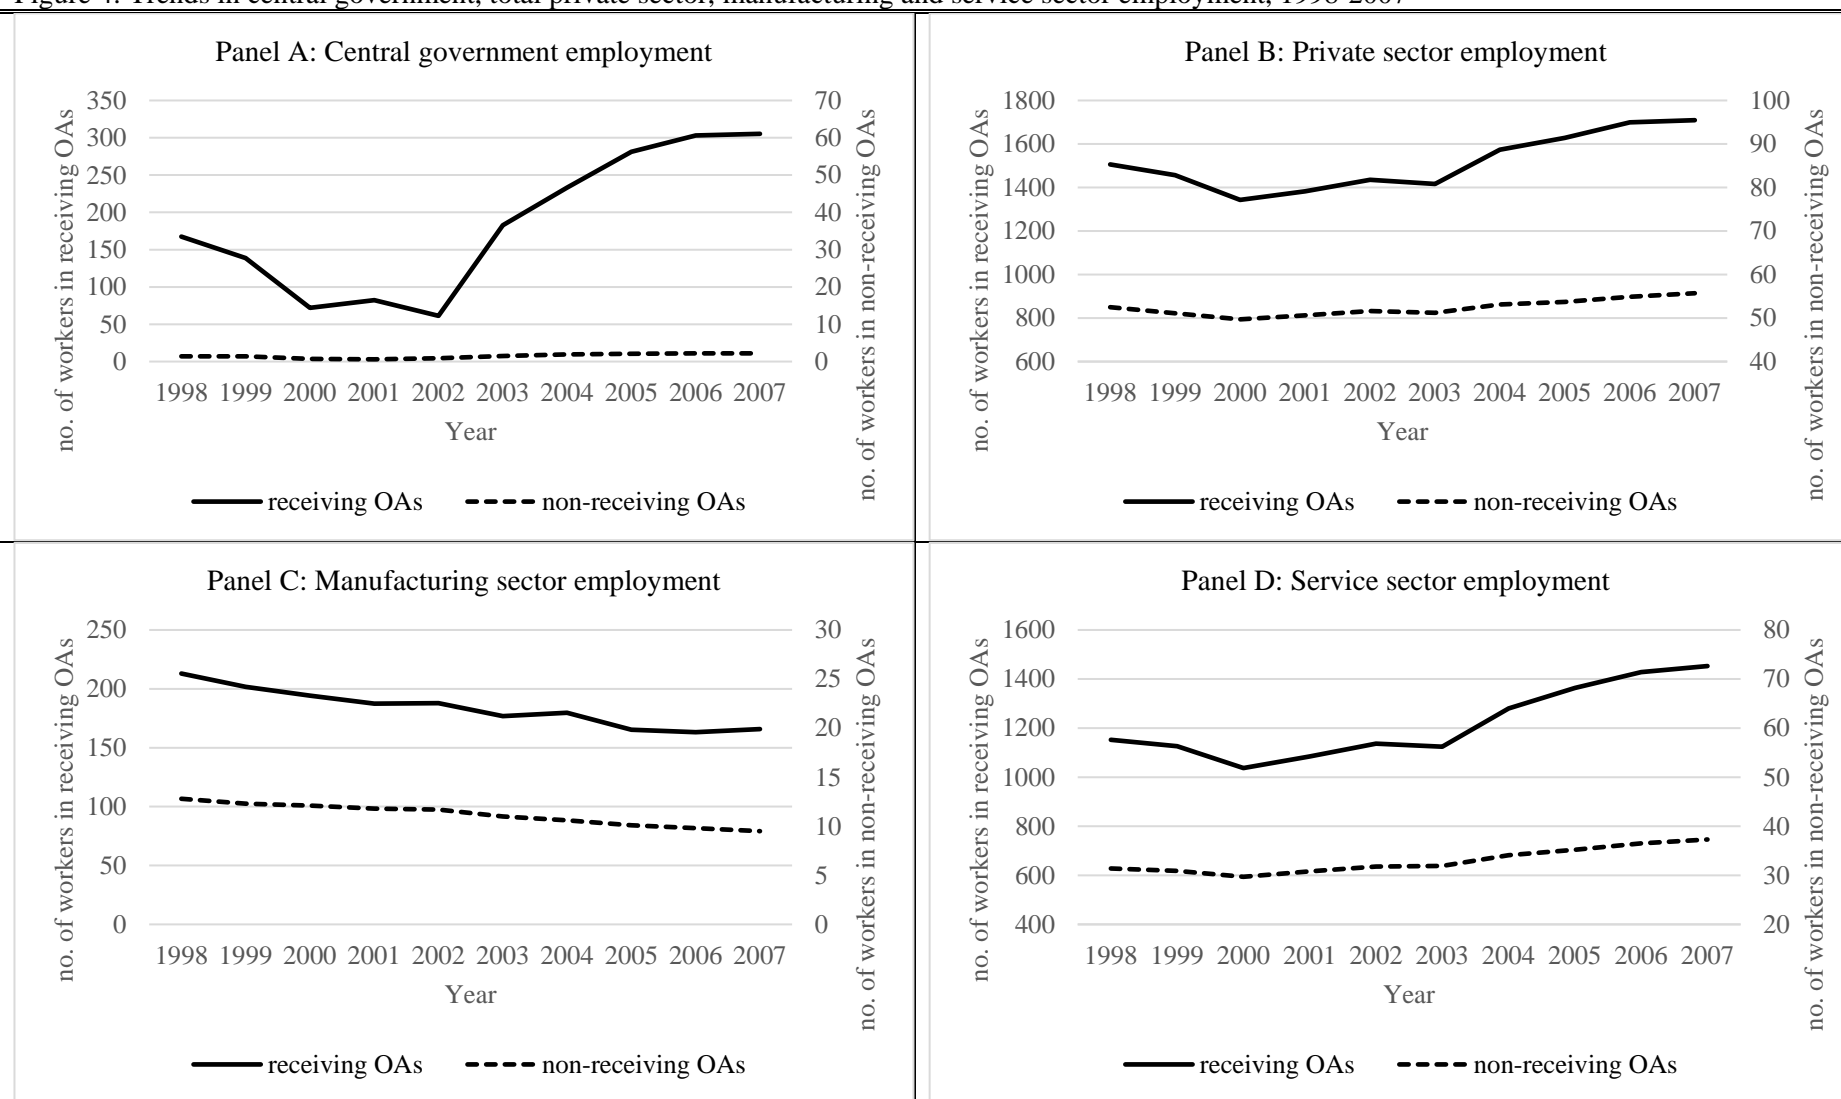 Figure 4: Trends in central government, total private sector, manufacturing and service sector employment, 1998-2007
Panel A: Central government employment
no. of workers in receiving OAs
350
300
250
200
150
100
50
0
70
60
50
40
30
20
10
0
no. of workers in non-receiving OAs
1998 1999 2000 2001 2002 2003 2004 2005 2006 2007
Year
receiving OAs non-receiving OAs
Panel B: Private sector employment
no. of workers in receiving OAs
1800
1600
1400
1200
1000
800
600
100
90
80
70
60
50
40
no. of workers in non-receiving OAs
1998 1999 2000 2001 2002 2003 2004 2005 2006 2007
Year
receiving OAs non-receiving OAs
Panel C: Manufacturing sector employment
no. of workers in receiving OAs
250
200
150
100
50
0
30
25
20
15
10
5
0
no. of workers in non-receiving OAs
1998 1999 2000 2001 2002 2003 2004 2005 2006 2007
Year
receiving OAs non-receiving OAs
Panel D: Service sector employment
no. of workers in receiving OAs
1600
1400
1200
1000
800
600
400
80
70
60
50
40
30
20
no. of workers in non-receiving OAs
1998 1999 2000 2001 2002 2003 2004 2005 2006 2007
Year
receiving OAs non-receiving OAs